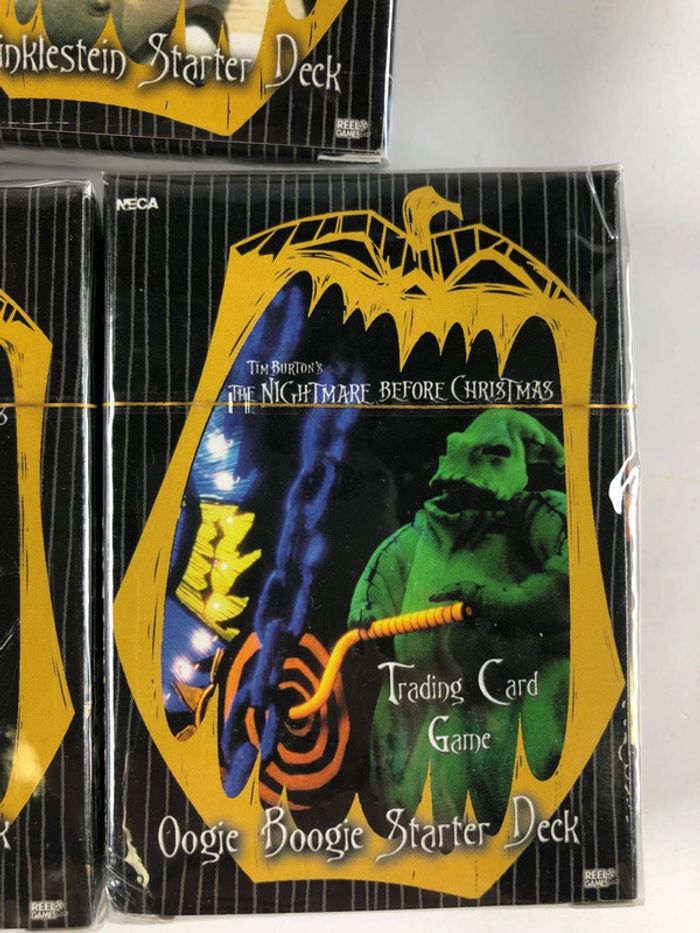 inklestein Starter Deck
REEL
GAMES
NECA
TIM BURTON'S
THE NIGHTMARE BEFORE CHRISTMAS
Trading Card
Game
Oogie Boogie Starter Deck
REEL
GAMES
S
K
REEL
GAMES